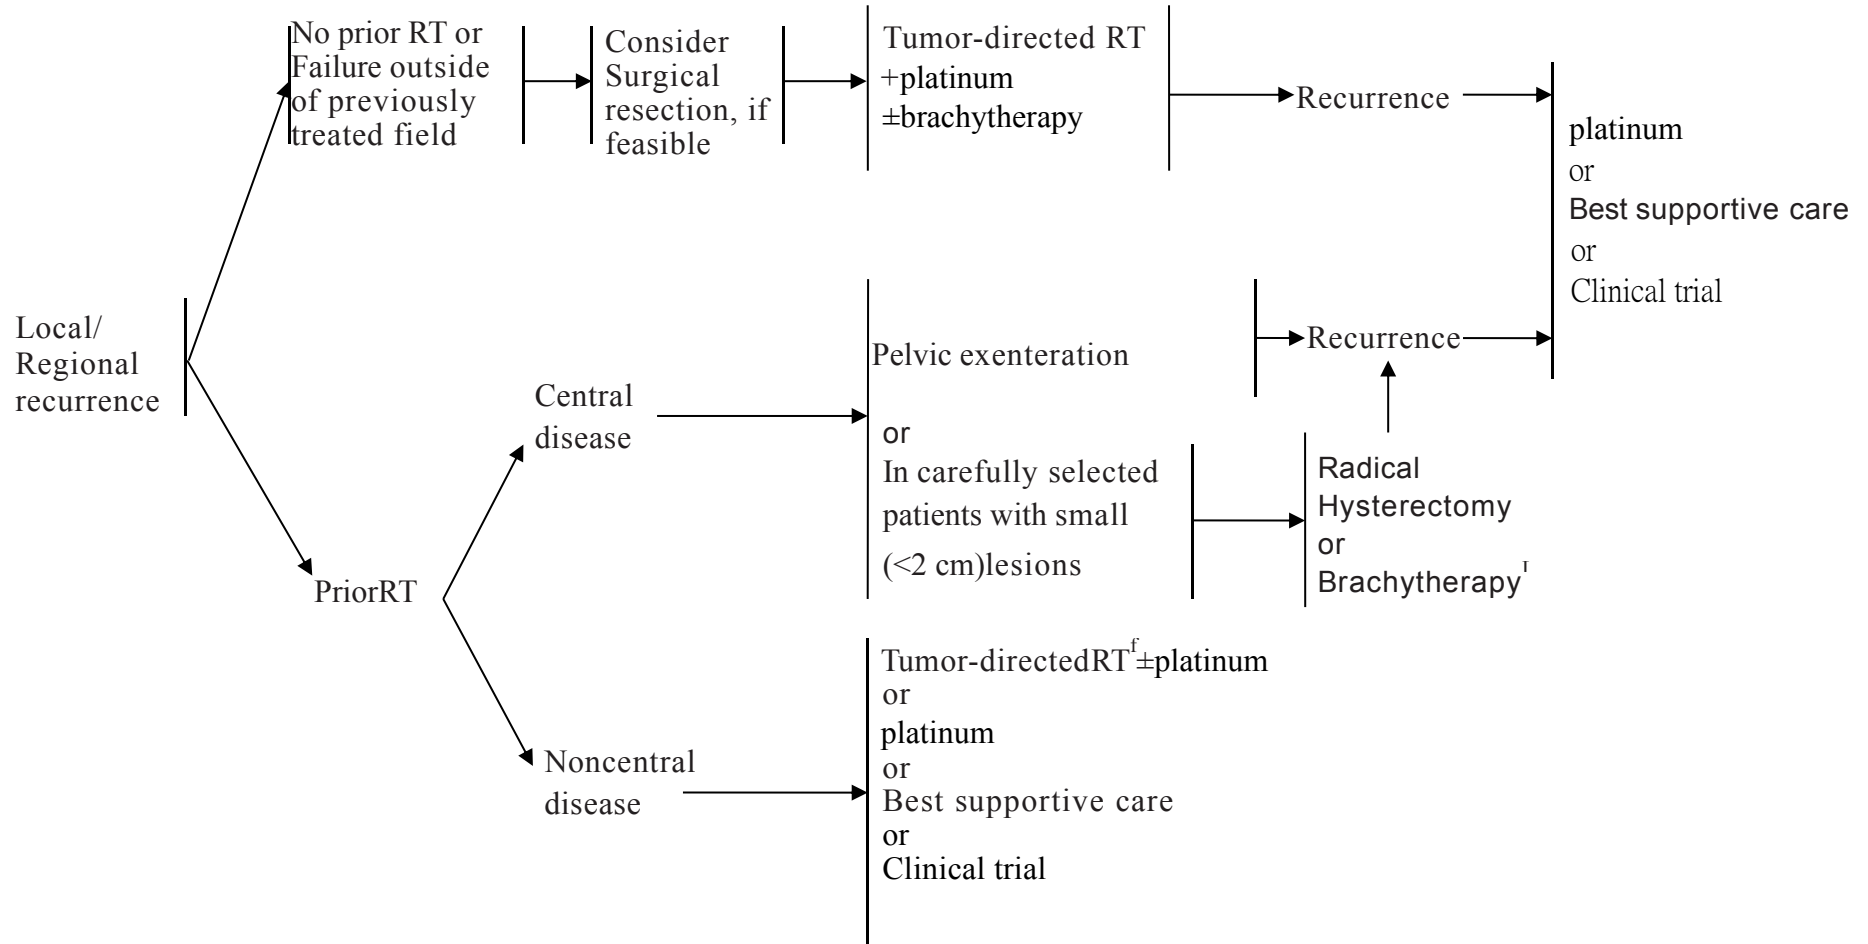 No prior RT or
Failure outside
of previously
treated field
Consider
Surgical
resection, if
feasible
Tumor-directed RT
+platinum
±brachytherapy
Recurrence
platinum
or
Best supportive care
or
Clinical trial
Local/
Regional
recurrence
Central
disease
Pelvic exenteration
or
In carefully selected
patients with small
(<2 cm)lesions
Recurrence
Radical
Hysterectomy
or
Brachytherapy
PriorRT
Noncentral
disease
Tumor-directedRTᶠ±platinum
or
platinum
or
Best supportive care
or
Clinical trial